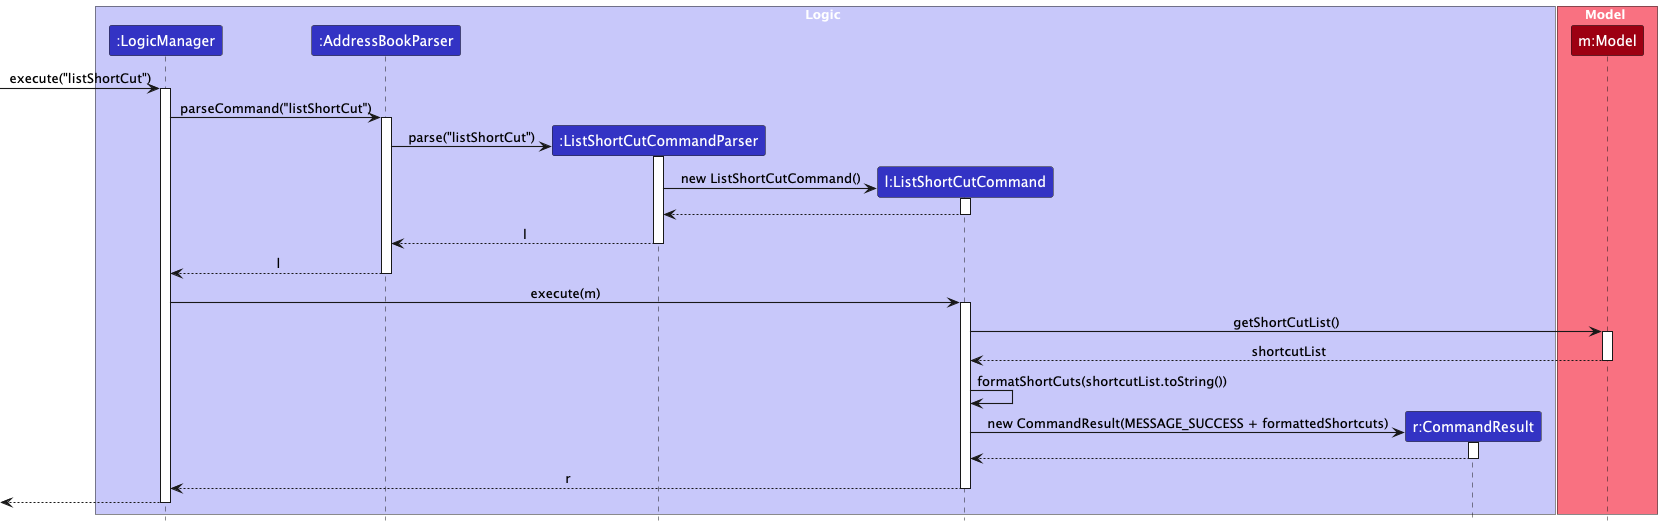 Logic
Model
:LogicManager
:AddressBookParser
m:Model
execute("listShortCut")
parseCommand("listShortCut")
parse("listShortCut")
:ListShortCutCommandParser
new ListShortCutCommand()
l:ListShortCutCommand
l
l
execute(m)
getShortCutList()
shortcutList
formatShortCuts(shortcutList.toString())
new CommandResult(MESSAGE_SUCCESS + formattedShortcuts)
r:CommandResult
r